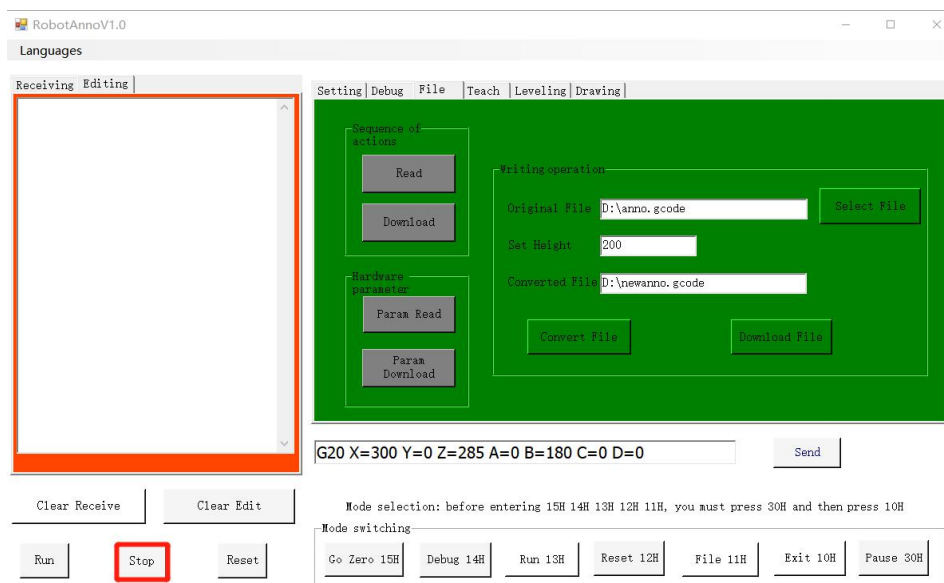 RobotAnnoV1.0
Languages
Receiving Editing
Setting Debug File Teach Leveling Drawing
Sequence of
actions
Read
Download
Hardware
parameter
Param Read
Param
Download
Writing operation
Original File D:\anno.gcode Select File
Set Height 200
Converted File D:\newanno.gcode
Convert File Download File
G20 X=300 Y=0 Z=285 A=0 B=180 C=0 D=0 Send
Clear Receive Clear Edit
Mode selection: before entering 15H 14H 13H 12H 11H, you must press 30H and then press 10H
Mode switching
Run Stop Reset Go Zero 15H Debug 14H Run 13H Reset 12H File 11H Exit 10H Pause 30H